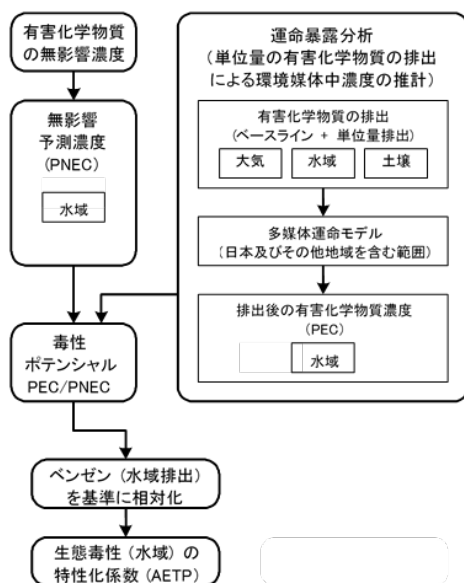 有害化学物質
の無影響濃度
無影響
予測濃度
(PNEC)
水域
毒性
ポテンシャル
PEC/PNEC
ベンゼン(水域排出)
を基準に相対化
生態毒性(水域)の
特性化係数(AETP)
運命暴露分析
(単位量の有害化学物質の排出
による環境媒体中濃度の推計)
有害化学物質の排出
(ベースライン + 単位量排出)
大気
水域
土壌
多媒体運命モデル
(日本及びその他地域を含む範囲)
排出後の有害化学物質濃度
(PEC)
水域